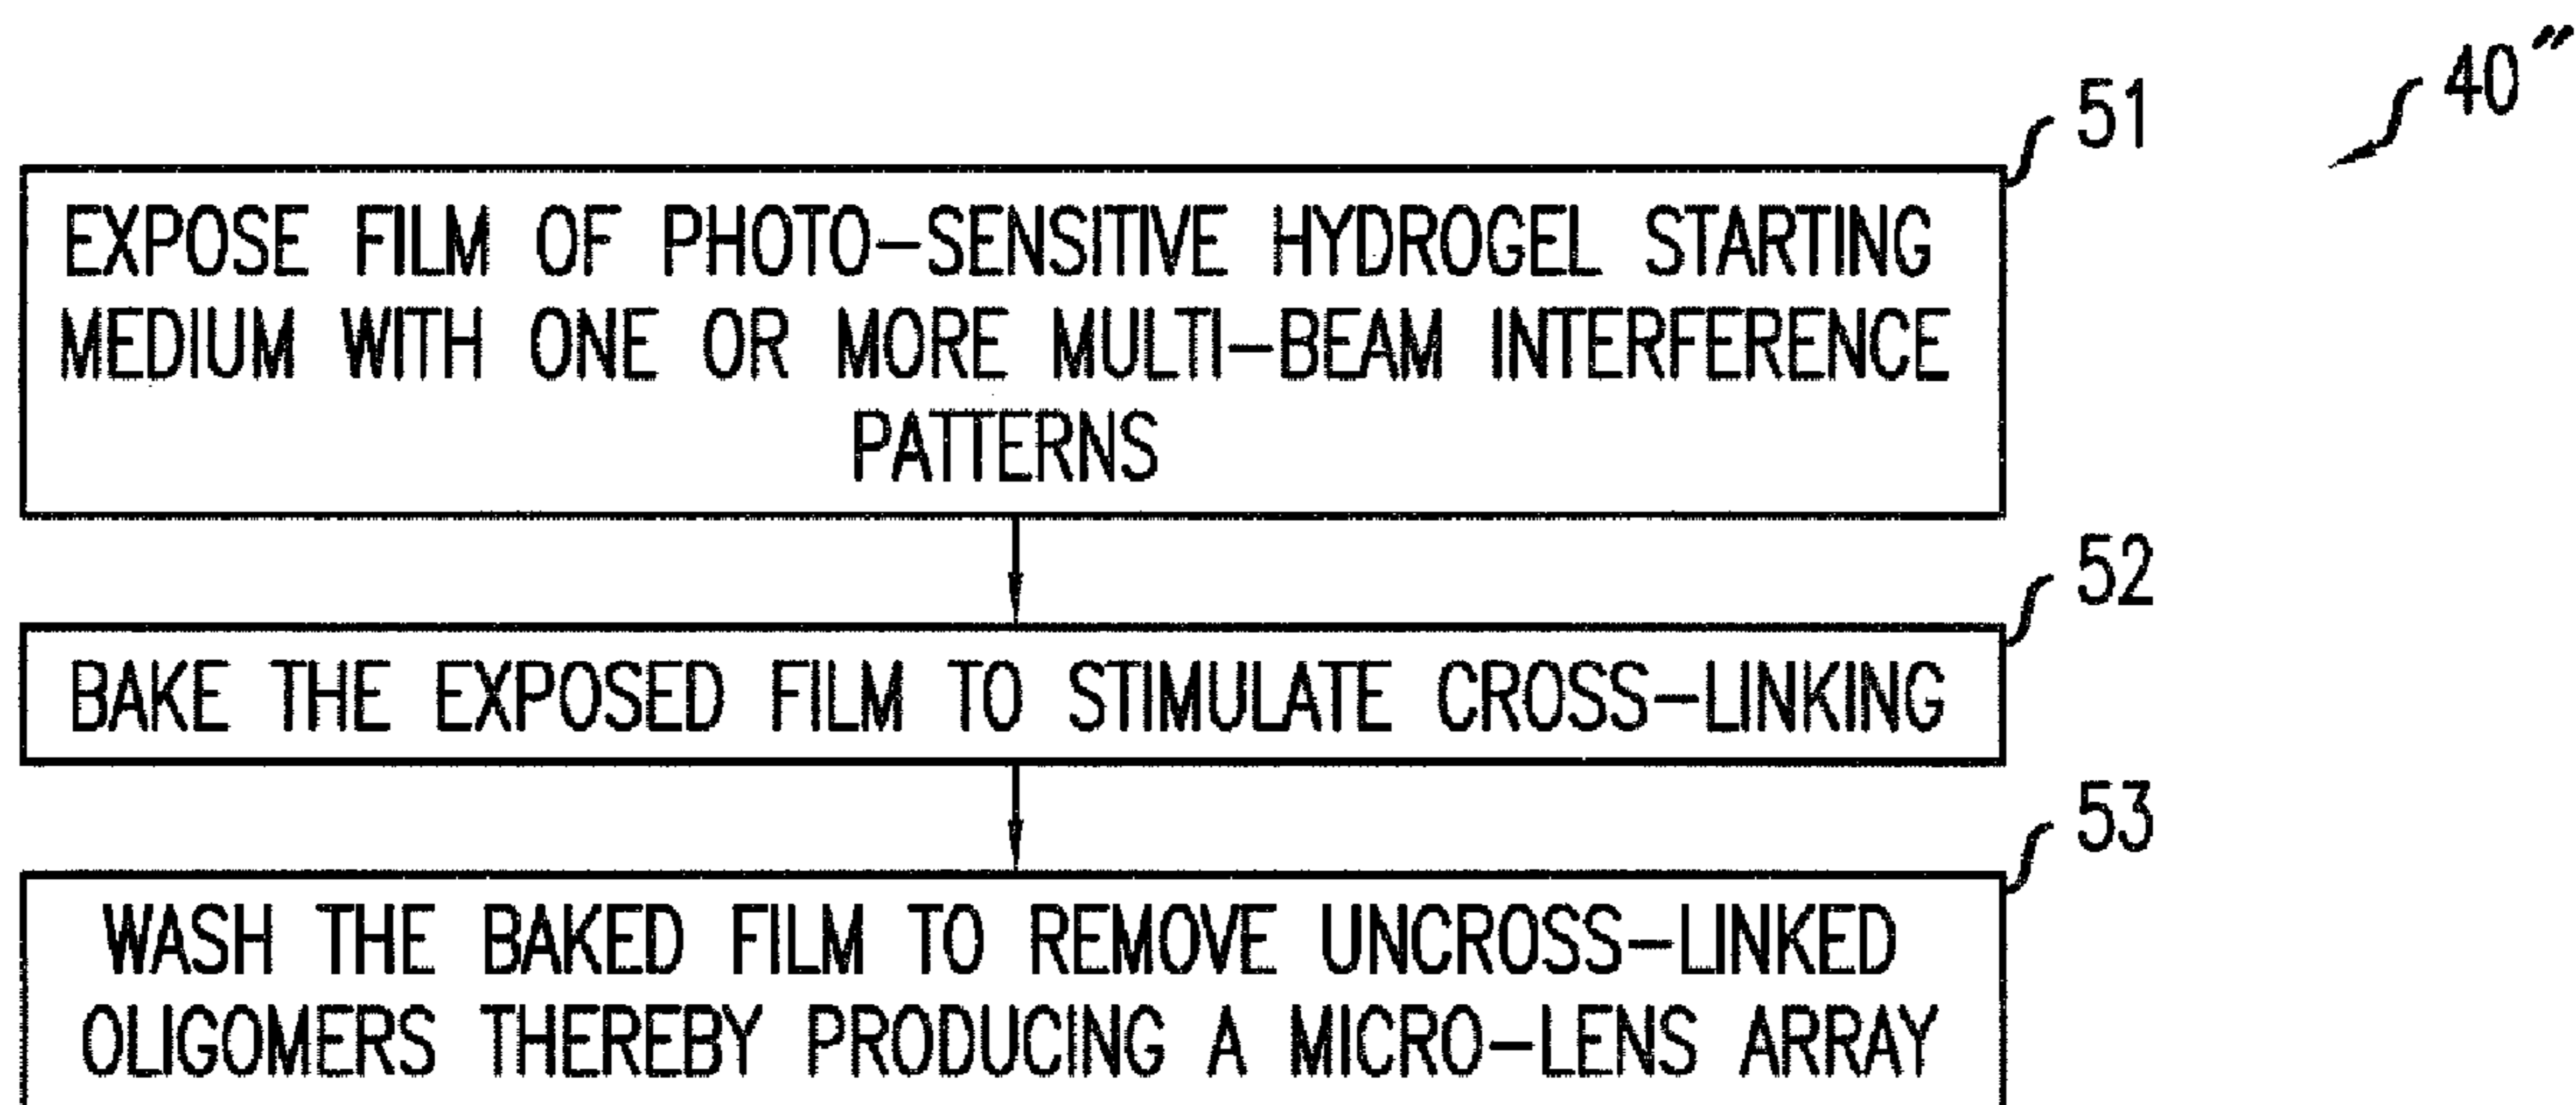 40"
51
EXPOSE FILM OF PHOTO-SENSITIVE HYDROGEL STARTING
MEDIUM WITH ONE OR MORE MULTI-BEAM INTERFERENCE
PATTERNS
52
BAKE THE EXPOSED FILM TO STIMULATE CROSS-LINKING
53
WASH THE BAKED FILM TO REMOVE UNCROSS-LINKED
OLIGOMERS THEREBY PRODUCING A MICRO-LENS ARRAY